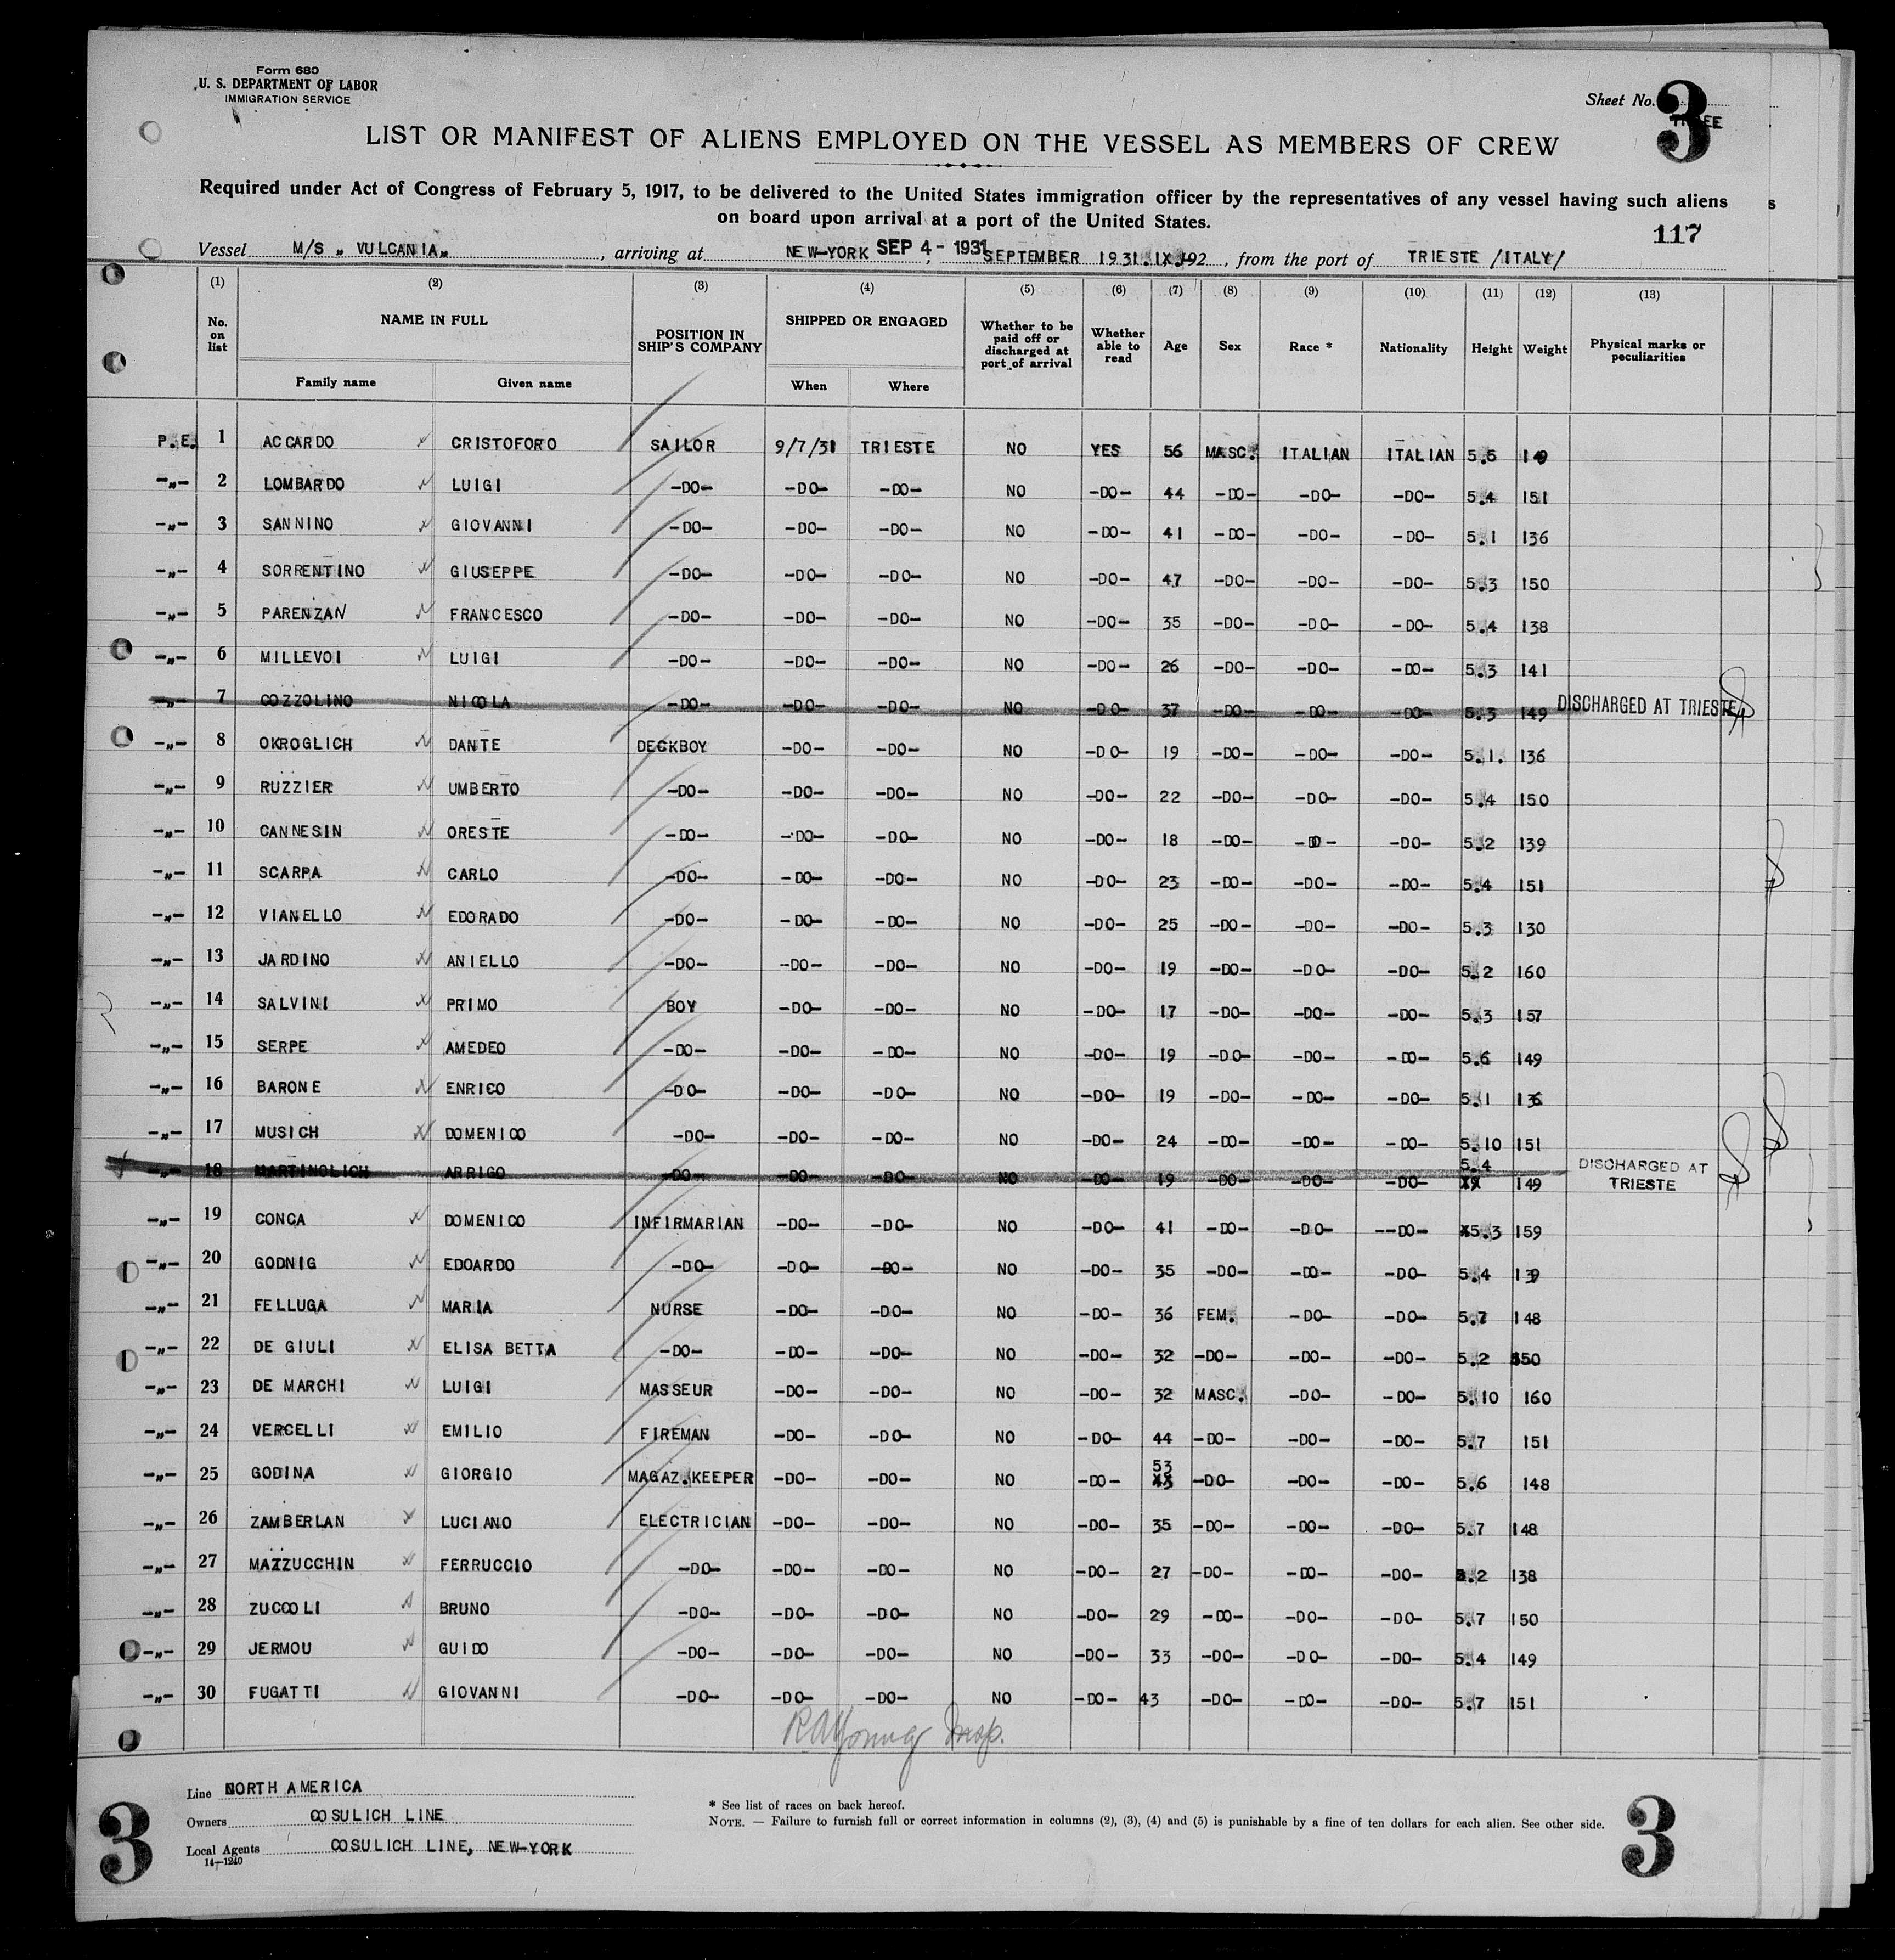 Form 680
U. S. DEPARTMENT OF LABOR
IMMIGRATION SERVICE
Sheet No. THREE
3
LIST OR MANIFEST OF ALIENS EMPLOYED ON THE VESSEL AS MEMBERS OF CREW
Required under Act of Congress of February 5, 1917, to be delivered to the United States immigration officer by the representatives of any vessel having such aliens
on board upon arrival at a port of the United States.
117
Vessel M/S „ VULCANIA„ , arriving at NEW-YORK SEP 4 - 1931 SEPTEMBER 1931.IX.192 , from the port of TRIESTE /ITALY/
(1) (2) (3) (4) (5) (6) (7) (8) (9) (10) (11) (12) (13)
No. on list NAME IN FULL POSITION IN SHIP'S COMPANY SHIPPED OR ENGAGED Whether to be paid off or discharged at port of arrival Whether able to read Age Sex Race * Nationality Height Weight Physical marks or peculiarities
Family name Given name When Where
P.E. 1 ACCARDO CRISTOFORO SAILOR 9/7/31 TRIESTE NO YES 56 MASC. ITALIAN ITALIAN 5.5
-„- 2 LOMBARDO LUIGI -DO- -DO- -DO- NO -DO- 44 -DO- -DO- -DO- 5.4 151
-„- 3 SANNINO GIOVANNI -DO- -DO- -DO- NO -DO- 41 -DO- -DO- -DO- 5.1 136
-„- 4 SORRENTINO GIUSEPPE -DO- -DO- -DO- NO -DO- 47 -DO- -DO- -DO- 5.3 150
-„- 5 PARENZAN FRANCESCO -DO- -DO- -DO- NO -DO- 35 -DO- -DO- -DO- 5.4 138
-„- 6 MILLEVOI LUIGI -DO- -DO- -DO- NO -DO- 26 -DO- -DO- -DO- 5.3 141
-„- 7 COZZOLINO NICOLA -DO- -DO- -DO- NO -DO- 37 -DO- -DO- -DO- 5.3 149 DISCHARGED AT TRIESTE
-„- 8 OKROGLICH DANTE DECKBOY -DO- -DO- NO -DO- 19 -DO- -DO- -DO- 5.1. 136
-„- 9 RUZZIER UMBERTO -DO- -DO- -DO- NO -DO- 22 -DO- -DO- -DO- 5.4 150
-„- 10 CANNESIN ORESTE -DO- -DO- -DO- NO -DO- 18 -DO- -DO- -DO- 5.2 139
-„- 11 SCARPA CARLO -DO- -DO- -DO- NO -DO- 23 -DO- -DO- -DO- 5.4 151
-„- 12 VIANELLO EDORADO -DO- -DO- -DO- NO -DO- 25 -DO- -DO- -DO- 5.3 130
-„- 13 JARDINO ANIELLO -DO- -DO- -DO- NO -DO- 19 -DO- -DO- -DO- 5.2 160
-„- 14 SALVINI PRIMO BOY -DO- -DO- NO -DO- 17 -DO- -DO- -DO- 5.3 157
-„- 15 SERPE AMEDEO -DO- -DO- -DO- NO -DO- 19 -DO- -DO- -DO- 5.6 149
-„- 16 BARONE ENRICO -DO- -DO- -DO- NO -DO- 19 -DO- -DO- -DO- 5.1 136
-„- 17 MUSICH DOMENICO -DO- -DO- -DO- NO -DO- 24 -DO- -DO- -DO- 5.10 151
-„- 18 MARTINOLICH ARRIGO -DO- -DO- -DO- NO -DO- 19 -DO- -DO- -DO- 5.4 149 DISCHARGED AT TRIESTE
-„- 19 CONCA DOMENICO INFIRMARIAN -DO- -DO- NO -DO- 41 -DO- -DO- --DO- 5.3 159
-„- 20 GODNIG EDOARDO -DO- -DO- -DO- NO -DO- 35 -DO- -DO- -DO- 5.4 139
-„- 21 FELLUGA MARIA NURSE -DO- -DO- NO -DO- 36 FEM. -DO- -DO- 5.7 148
-„- 22 DE GIULI ELISA BETTA -DO- -DO- -DO- NO -DO- 32 -DO- -DO- -DO- 5.2 150
-„- 23 DE MARCHI LUIGI MASSEUR -DO- -DO- NO -DO- 32 MASC. -DO- -DO- 5.10 160
-„- 24 VERCELLI EMILIO FIREMAN -DO- -DO- NO -DO- 44 -DO- -DO- -DO- 5.7 151
-„- 25 GODINA GIORGIO MAGAZ.KEEPER -DO- -DO- NO -DO- 53 -DO- -DO- -DO- 5.6 148
-„- 26 ZAMBERLAN LUCIANO ELECTRICIAN -DO- -DO- NO -DO- 35 -DO- -DO- -DO- 5.7 148
-„- 27 MAZZUCCHIN FERRUCCIO -DO- -DO- -DO- NO -DO- 27 -DO- -DO- -DO- 5.2 138
-„- 28 ZUCCOLI BRUNO -DO- -DO- -DO- NO -DO- 29 -DO- -DO- -DO- 5.7 150
-„- 29 JERMOU GUIDO -DO- -DO- -DO- NO -DO- 33 -DO- -DO- -DO- 5.4 149
-„- 30 FUGATTI GIOVANNI -DO- -DO- -DO- NO -DO- 43 -DO- -DO- -DO- 5.7 151
RAYoung Insp.
Line NORTH AMERICA
Owners COSULICH LINE
Local Agents COSULICH LINE, NEW-YORK
14-1240
* See list of races on back hereof.
NOTE. — Failure to furnish full or correct information in columns (2), (3), (4) and (5) is punishable by a fine of ten dollars for each alien. See other side.
3
3